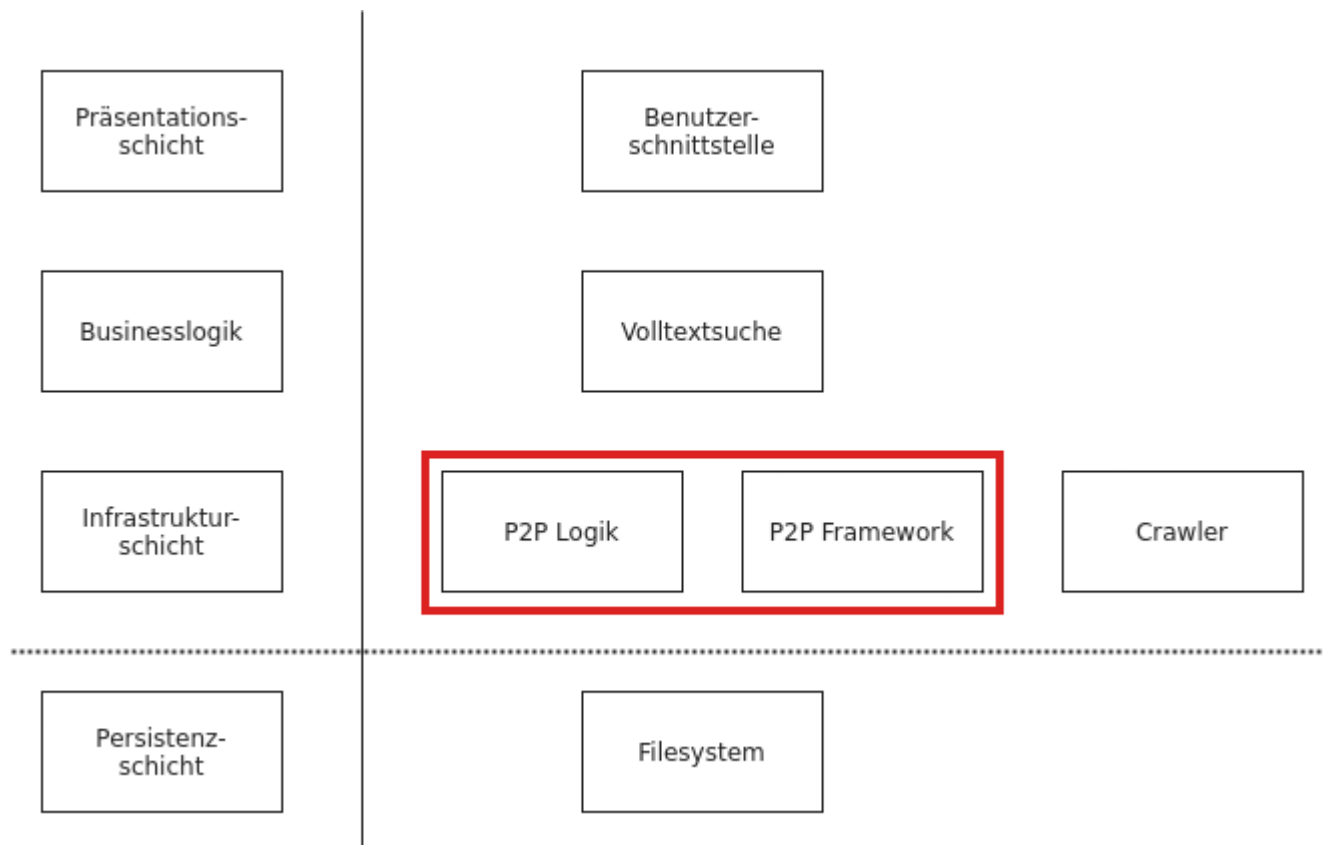 Präsentations-
schicht
Benutzer-
schnittstelle
Businesslogik
Volltextsuche
Infrastruktur-
schicht
P2P Logik
P2P Framework
Crawler
Persistenz-
schicht
Filesystem